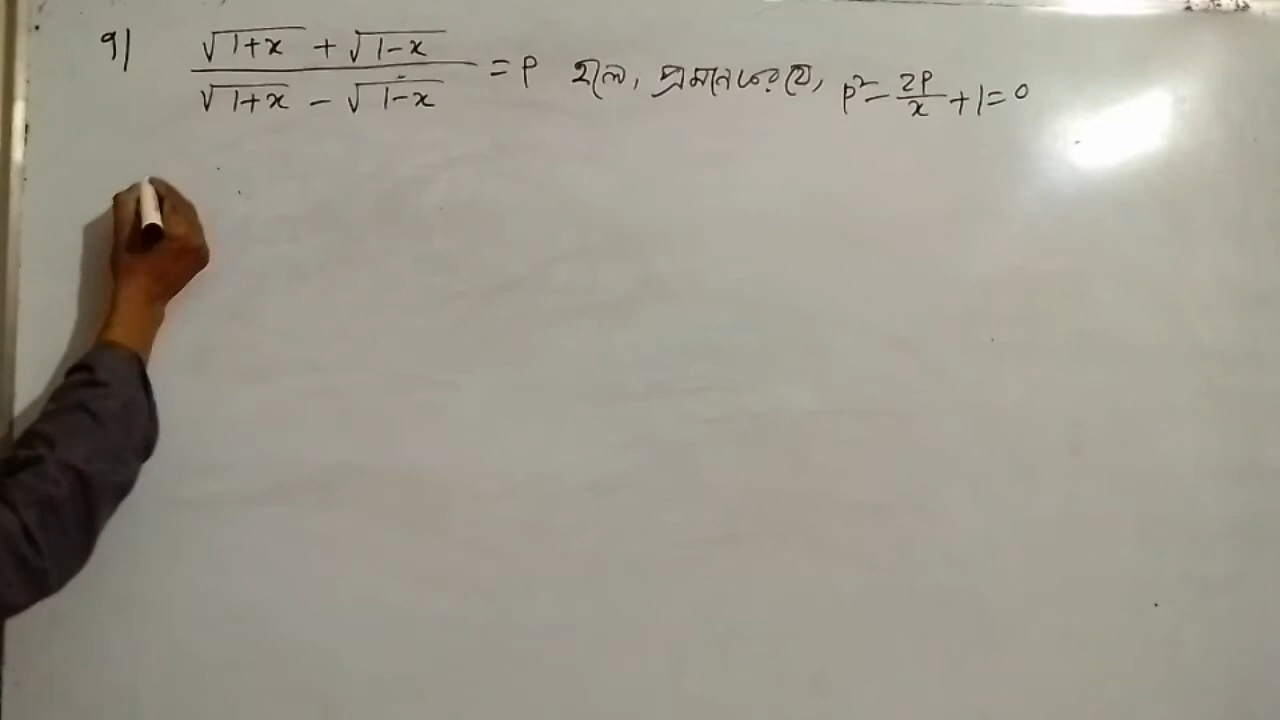 ৭| (√(1+x) + √(1-x))/(√(1+x) - √(1-x)) = P হলে, প্রমান কর যে, P² - 2P/x + 1 = 0